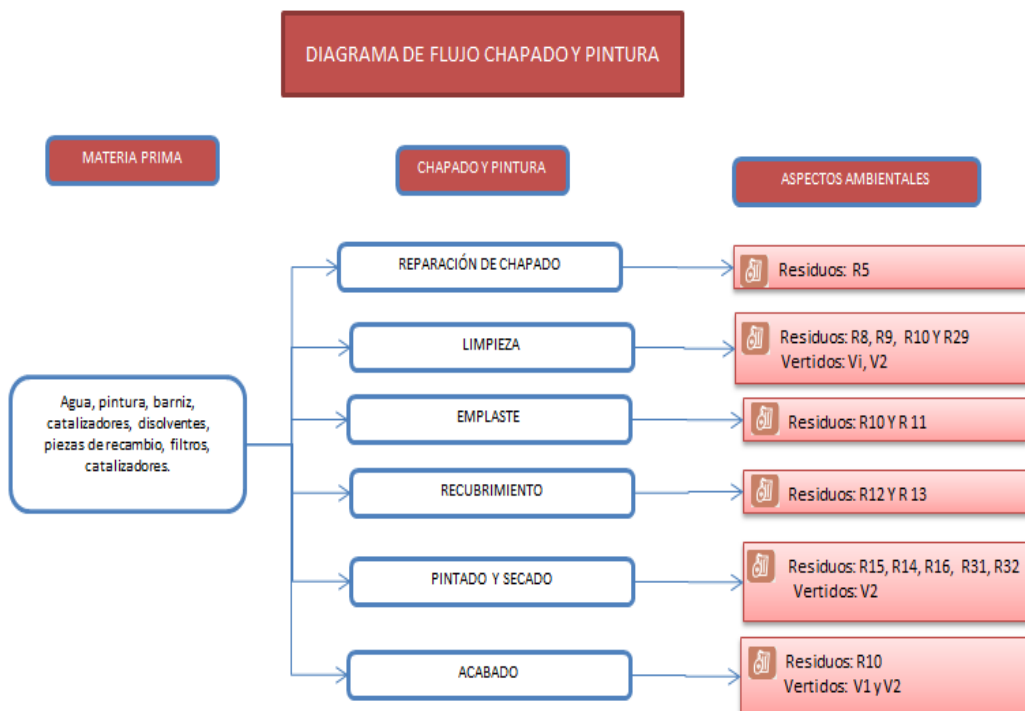 DIAGRAMA DE FLUJO CHAPADO Y PINTURA
MATERIA PRIMA
CHAPADO Y PINTURA
ASPECTOS AMBIENTALES
Agua, pintura, barniz,
catalizadores, disolventes,
piezas de recambio, filtros,
catalizadores.
REPARACIÓN DE CHAPADO
Residuos: R5
LIMPIEZA
Residuos: R8, R9, R10 Y R29
Vertidos: Vi, V2
EMPLASTE
Residuos: R10 Y R 11
RECUBRIMIENTO
Residuos: R12 Y R 13
PINTADO Y SECADO
Residuos: R15, R14, R16, R31, R32
Vertidos: V2
ACABADO
Residuos: R10
Vertidos: V1 y V2